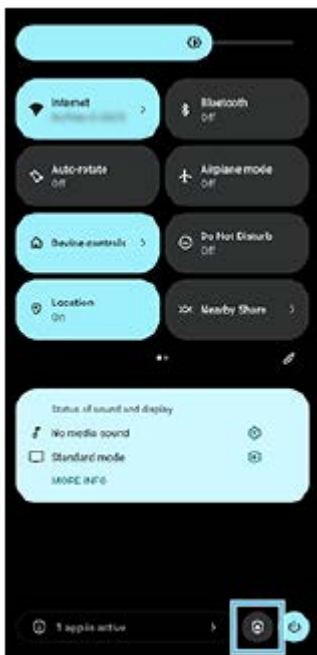 Internet
Bluetooth
Off
Auto-rotate
Off
Airplane mode
Off
Device controls
Do Not Disturb
Off
Location
On
Nearby Share
Status of sound and display
No media sound
Standard mode
MORE INFO
1 app is active